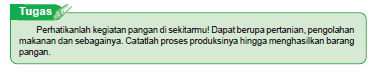 Tugas
Perhatikanlah kegiatan pangan di sekitarmu! Dapat berupa pertanian, pengolahan
makanan dan sebagainya. Catatlah proses produksinya hingga menghasilkan barang
pangan.